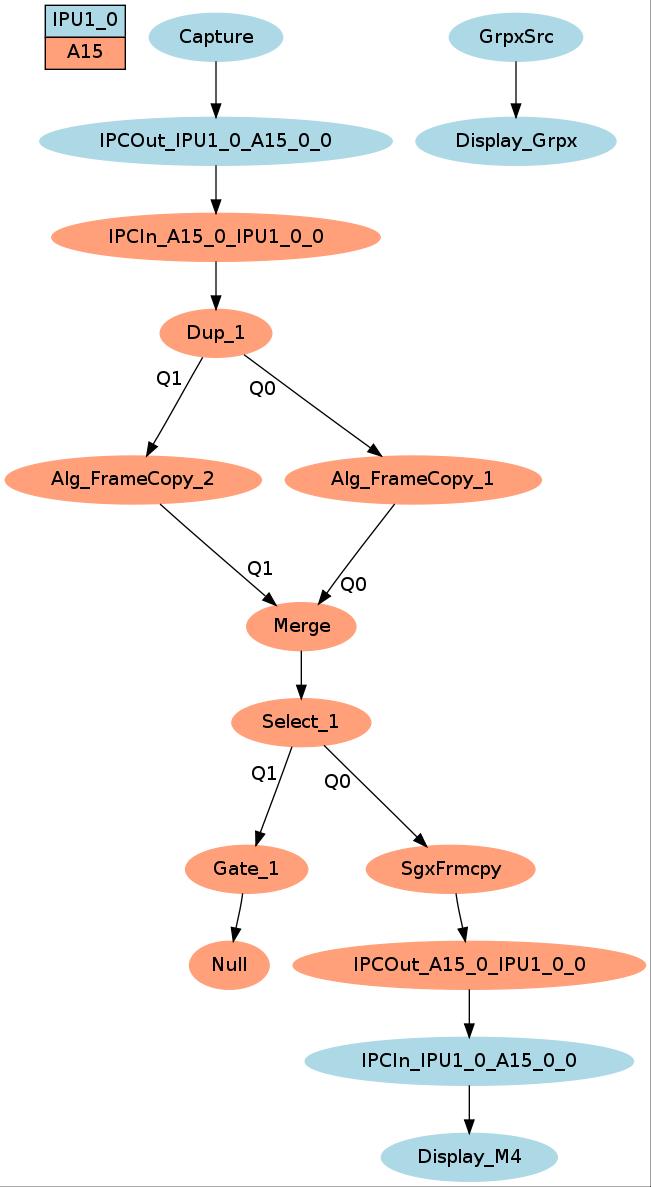 IPU1_0
A15
Capture
GrpxSrc
IPCOut_IPU1_0_A15_0_0
Display_Grpx
IPCIn_A15_0_IPU1_0_0
Dup_1
Q1
Q0
Alg_FrameCopy_2
Alg_FrameCopy_1
Q1
Q0
Merge
Select_1
Q1
Q0
Gate_1
SgxFrmcpy
Null
IPCOut_A15_0_IPU1_0_0
IPCIn_IPU1_0_A15_0_0
Display_M4